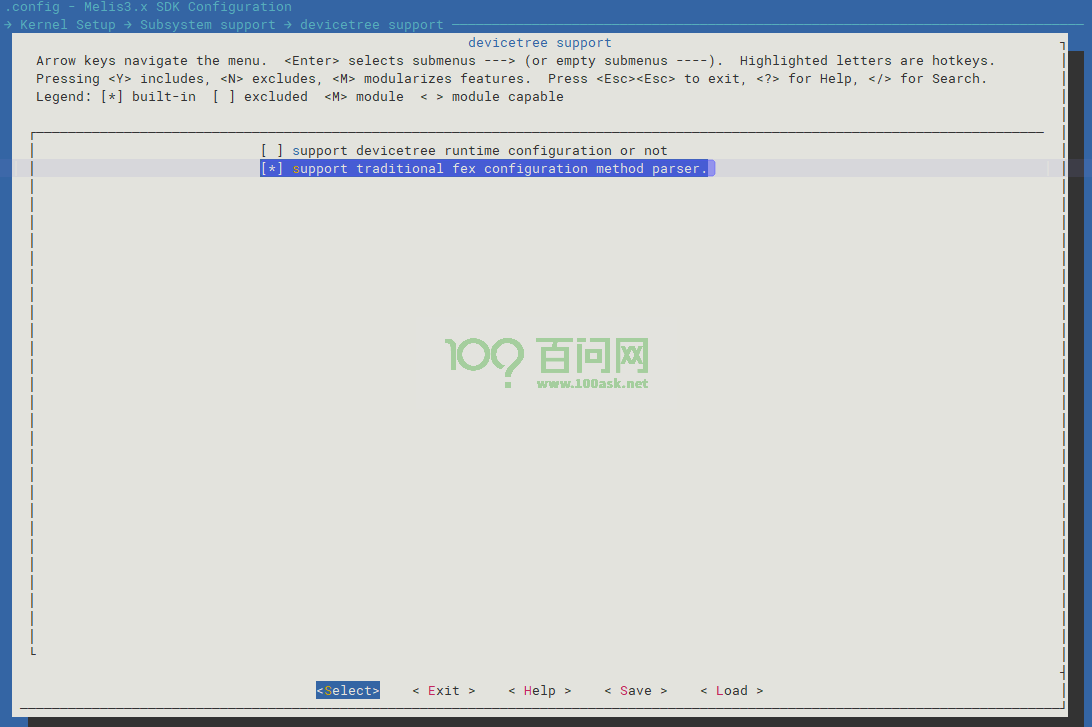 .config - Melis3.x SDK Configuration
→ Kernel Setup → Subsystem support → devicetree support
devicetree support
Arrow keys navigate the menu.  <Enter> selects submenus ---> (or empty submenus ----).  Highlighted letters are hotkeys.
Pressing <Y> includes, <N> excludes, <M> modularizes features.  Press <Esc><Esc> to exit, <?> for Help, </> for Search.
Legend: [*] built-in  [ ] excluded  <M> module  < > module capable
[ ] support devicetree runtime configuration or not
[*] support traditional fex configuration method parser.
100? 百问网
www.100ask.net
<Select>    < Exit >    < Help >    < Save >    < Load >